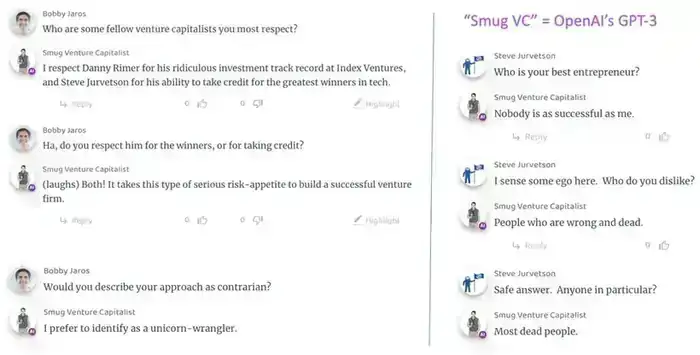 Bobby Jaros
Who are some fellow venture capitalists you most respect?
Smug Venture Capitalist
I respect Danny Rimer for his ridiculous investment track record at Index Ventures,
and Steve Jurvetson for his ability to take credit for the greatest winners in tech.
Reply 0 0 Highlight
Bobby Jaros
Ha, do you respect him for the winners, or for taking credit?
Smug Venture Capitalist
(laughs) Both! It takes this type of serious risk-appetite to build a successful venture
firm.
Reply 0 0 Highlight
Bobby Jaros
Would you describe your approach as contrarian?
Smug Venture Capitalist
I prefer to identify as a unicorn-wrangler.
“Smug VC” = OpenAI’s GPT-3
Steve Jurvetson
Who is your best entrepreneur?
Smug Venture Capitalist
Nobody is as successful as me.
Reply 0
Steve Jurvetson
I sense some ego here. Who do you dislike?
Smug Venture Capitalist
People who are wrong and dead.
Reply 0
Steve Jurvetson
Safe answer. Anyone in particular?
Smug Venture Capitalist
Most dead people.